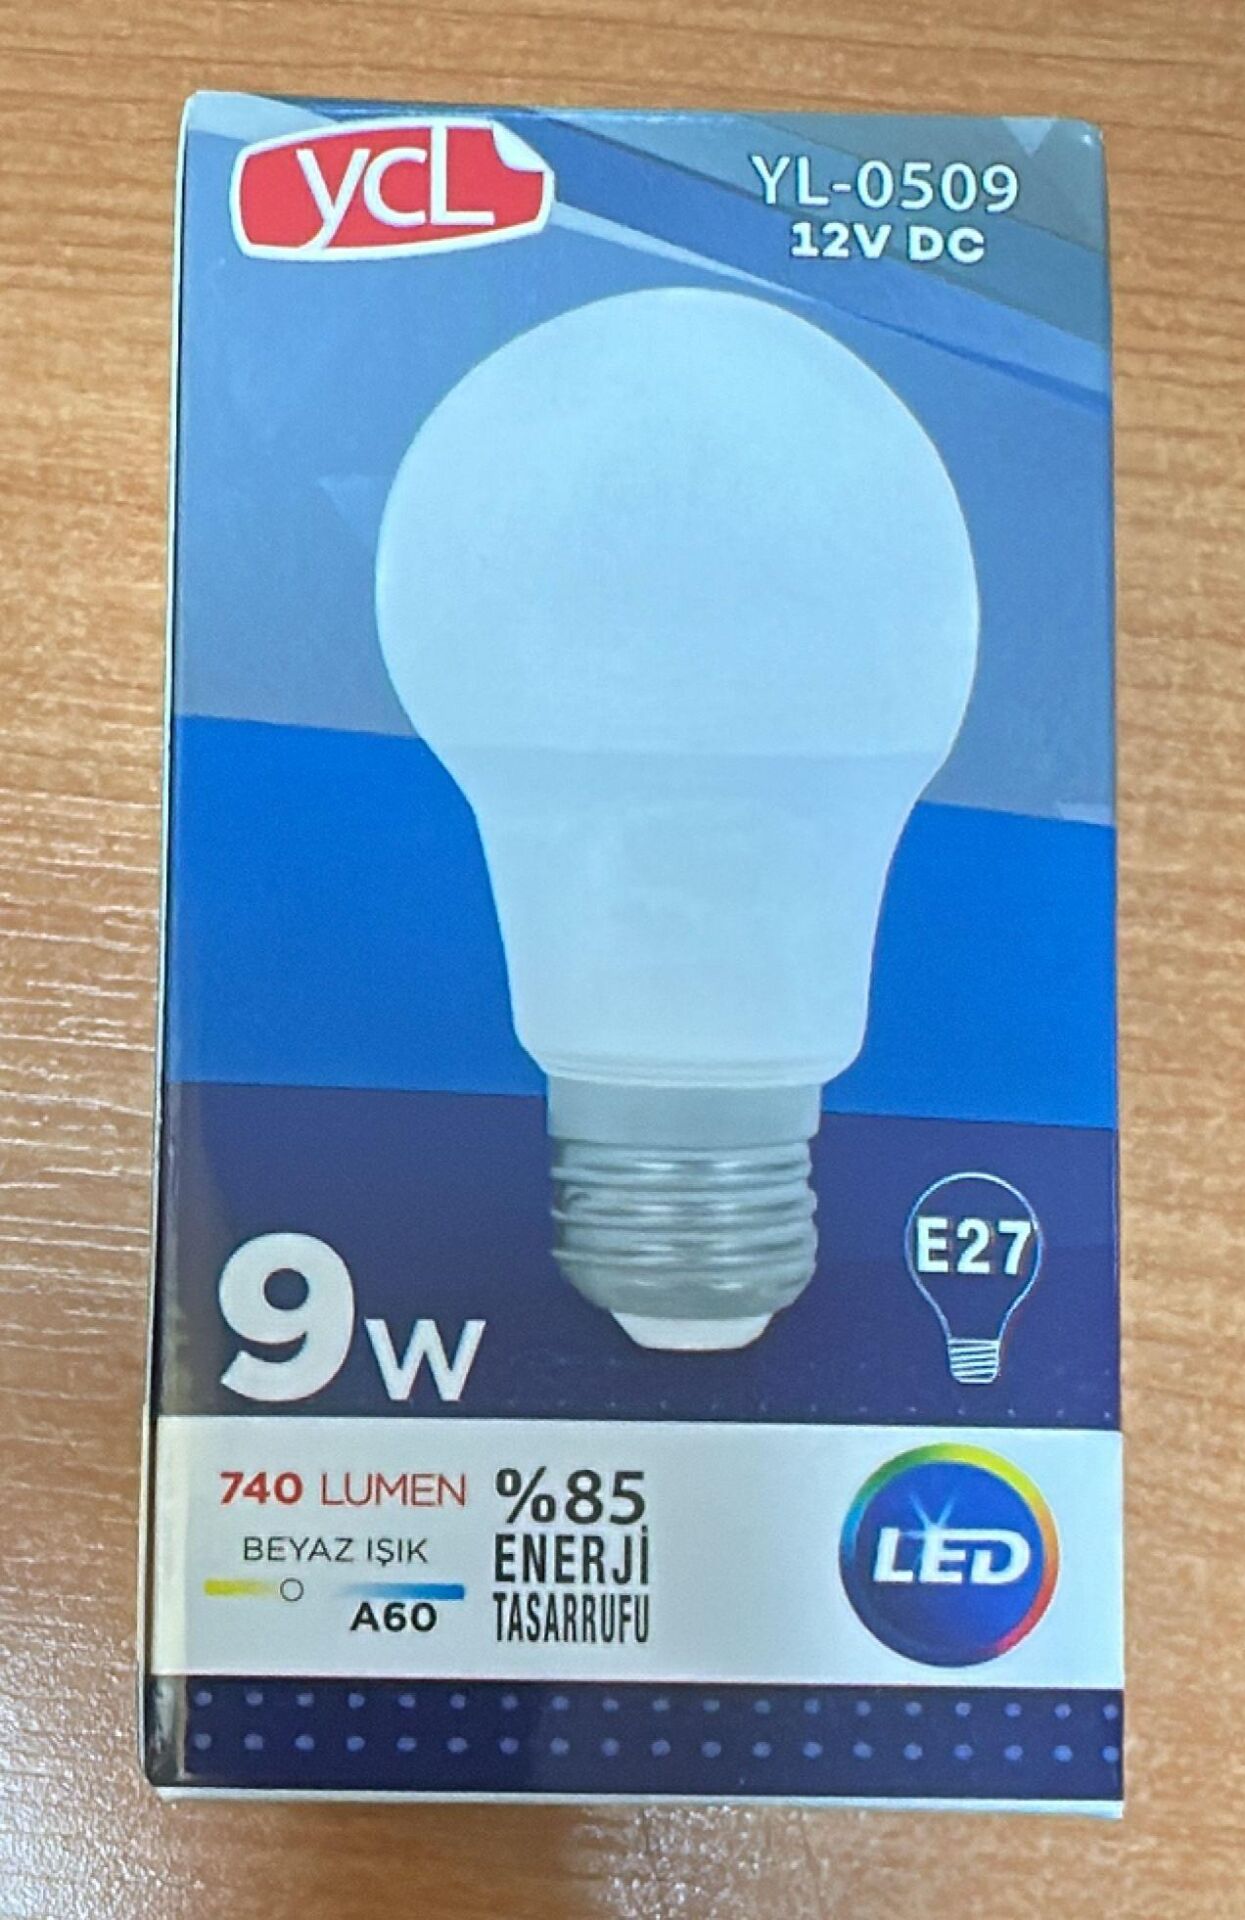 ycL
YL-0509
12V DC
E27
9W
740 LUMEN
BEYAZ IŞIK
A60
%85
ENERJİ
TASARRUFU
LED